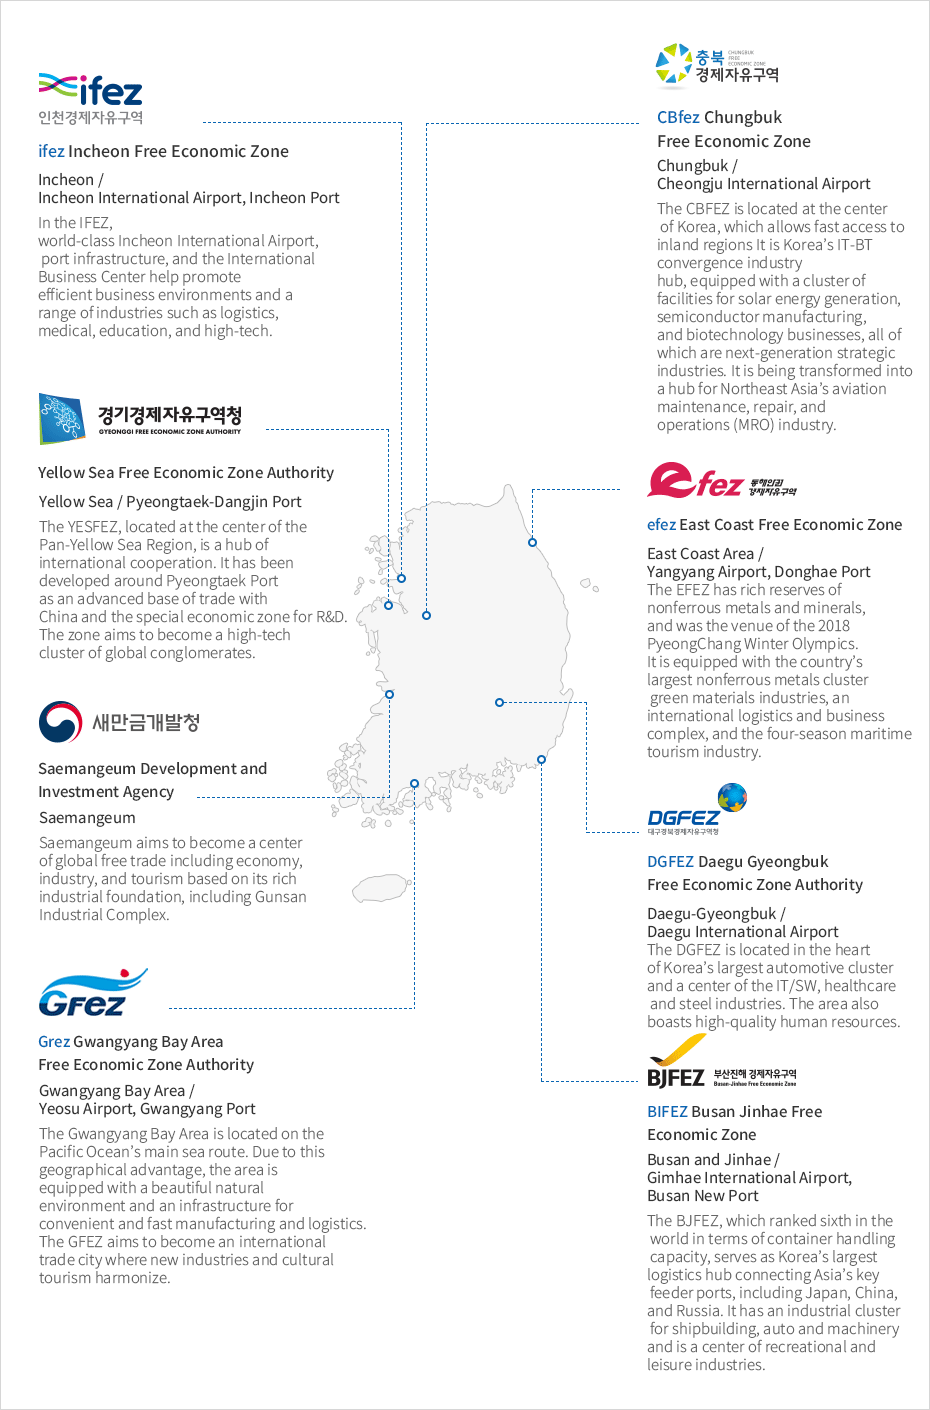 ifez
인천경제자유구역
ifez Incheon Free Economic Zone
Incheon /
Incheon International Airport, Incheon Port
In the IFEZ,
world-class Incheon International Airport,
port infrastructure, and the International
Business Center help promote
efficient business environments and a
range of industries such as logistics,
medical, education, and high-tech.
경기경제자유구역청
GYEONGGI FREE ECONOMIC ZONE AUTHORITY
Yellow Sea Free Economic Zone Authority
Yellow Sea / Pyeongtaek-Dangjin Port
The YESFEZ, located at the center of the
Pan-Yellow Sea Region, is a hub of
international cooperation. It has been
developed around Pyeongtaek Port
as an advanced base of trade with
China and the special economic zone for R&D.
The zone aims to become a high-tech
cluster of global conglomerates.
새만금개발청
Saemangeum Development and
Investment Agency
Saemangeum
Saemangeum aims to become a center
of global free trade including economy,
industry, and tourism based on its rich
industrial foundation, including Gunsan
Industrial Complex.
GFEZ
Grez Gwangyang Bay Area
Free Economic Zone Authority
Gwangyang Bay Area /
Yeosu Airport, Gwangyang Port
The Gwangyang Bay Area is located on the
Pacific Ocean's main sea route. Due to this
geographical advantage, the area is
equipped with a beautiful natural
environment and an infrastructure for
convenient and fast manufacturing and logistics.
The GFEZ aims to become an international
trade city where new industries and cultural
tourism harmonize.
충북
CHUNGBUK
FREE
ECONOMIC ZONE
경제자유구역
CBfez Chungbuk
Free Economic Zone
Chungbuk /
Cheongju International Airport
The CBFEZ is located at the center
of Korea, which allows fast access to
inland regions It is Korea's IT-BT
convergence industry
hub, equipped with a cluster of
facilities for solar energy generation,
semiconductor manufacturing,
and biotechnology businesses, all of
which are next-generation strategic
industries. It is being transformed into
a hub for Northeast Asia's aviation
maintenance, repair, and
operations (MRO) industry.
efez
동해안권
경제자유구역
efez East Coast Free Economic Zone
East Coast Area /
Yangyang Airport, Donghae Port
The EFEZ has rich reserves of
nonferrous metals and minerals,
and was the venue of the 2018
PyeongChang Winter Olympics.
It is equipped with the country's
largest nonferrous metals cluster
green materials industries, an
international logistics and business
complex, and the four-season maritime
tourism industry.
DGFEZ
대구경북경제자유구역청
DGFEZ Daegu Gyeongbuk
Free Economic Zone Authority
Daegu-Gyeongbuk /
Daegu International Airport
The DGFEZ is located in the heart
of Korea's largest automotive cluster
and a center of the IT/SW, healthcare
and steel industries. The area also
boasts high-quality human resources.
BJFEZ
부산진해 경제자유구역
Busan-Jinhae Free Economic Zone
BIFEZ Busan Jinhae Free
Economic Zone
Busan and Jinhae /
Gimhae International Airport,
Busan New Port
The BJFEZ, which ranked sixth in the
world in terms of container handling
capacity, serves as Korea's largest
logistics hub connecting Asia's key
feeder ports, including Japan, China,
and Russia. It has an industrial cluster
for shipbuilding, auto and machinery
and is a center of recreational and
leisure industries.